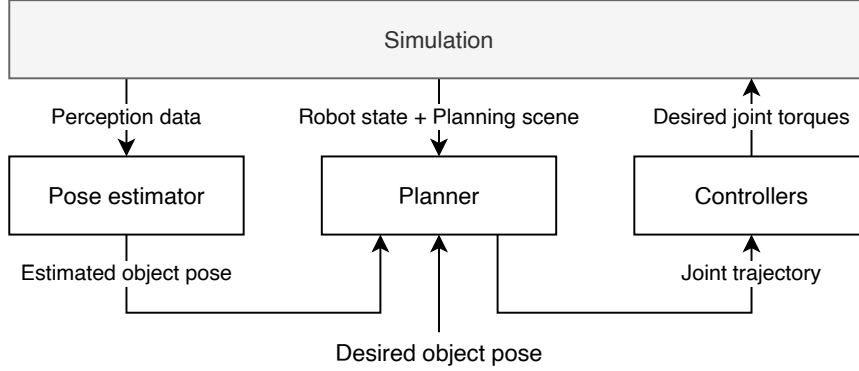 Simulation
Perception data
Robot state + Planning scene
Desired joint torques
Pose estimator
Planner
Controllers
Estimated object pose
Joint trajectory
Desired object pose